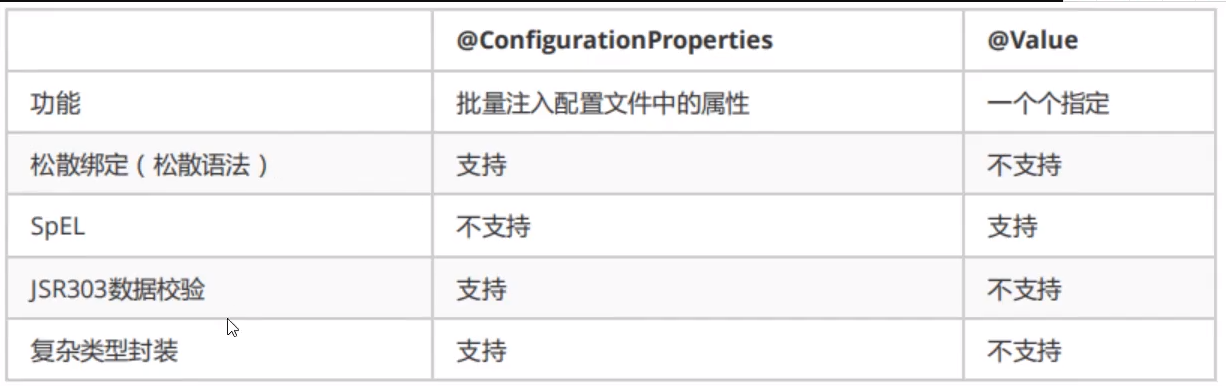 @ConfigurationProperties @Value
功能 批量注入配置文件中的属性 一个个指定
松散绑定（松散语法） 支持 不支持
SpEL 不支持 支持
JSR303数据校验 支持 不支持
复杂类型封装 支持 不支持